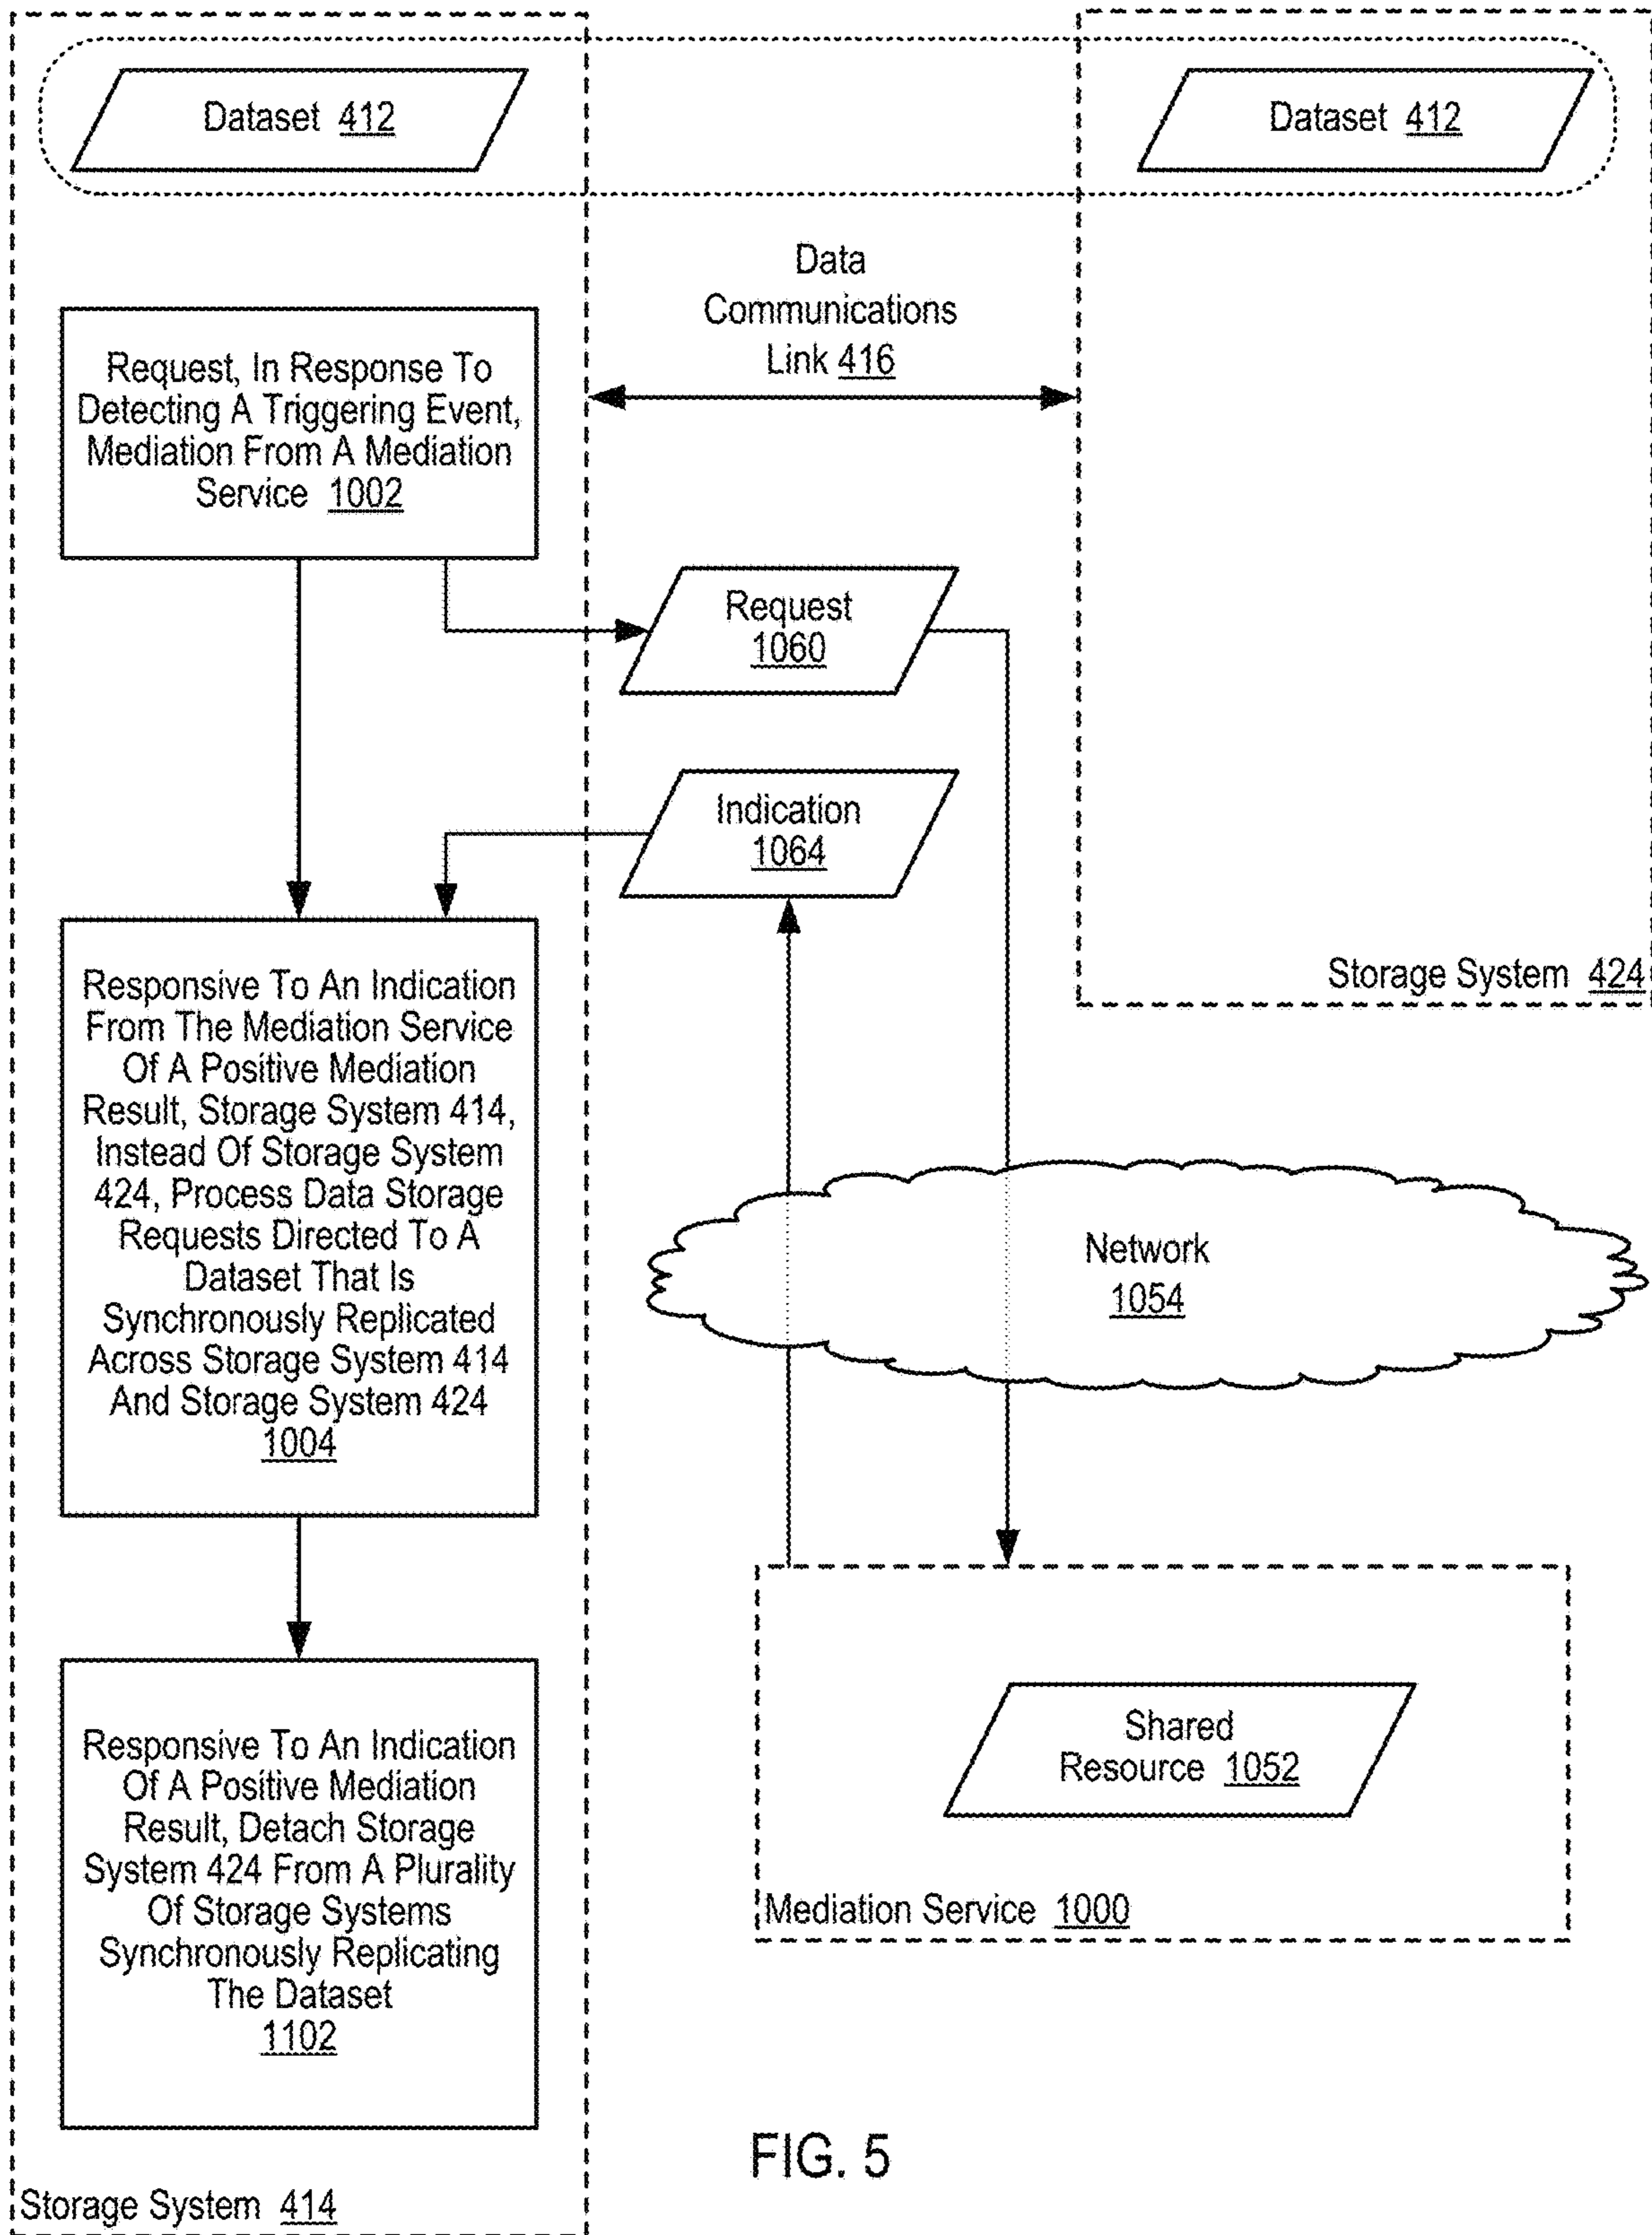 Dataset 412
Dataset 412
Data
Communications
Link 416
Request, In Response To
Detecting A Triggering Event,
Mediation From A Mediation
Service 1002
Request
1060
Indication
1064
Storage System 424
Responsive To An Indication
From The Mediation Service
Of A Positive Mediation
Result, Storage System 414,
Instead Of Storage System
424, Process Data Storage
Requests Directed To A
Dataset That Is
Synchronously Replicated
Across Storage System 414
And Storage System 424
1004
Network
1054
Responsive To An Indication
Of A Positive Mediation
Result, Detach Storage
System 424 From A Plurality
Of Storage Systems
Synchronously Replicating
The Dataset
1102
Shared
Resource 1052
Mediation Service 1000
FIG. 5
Storage System 414